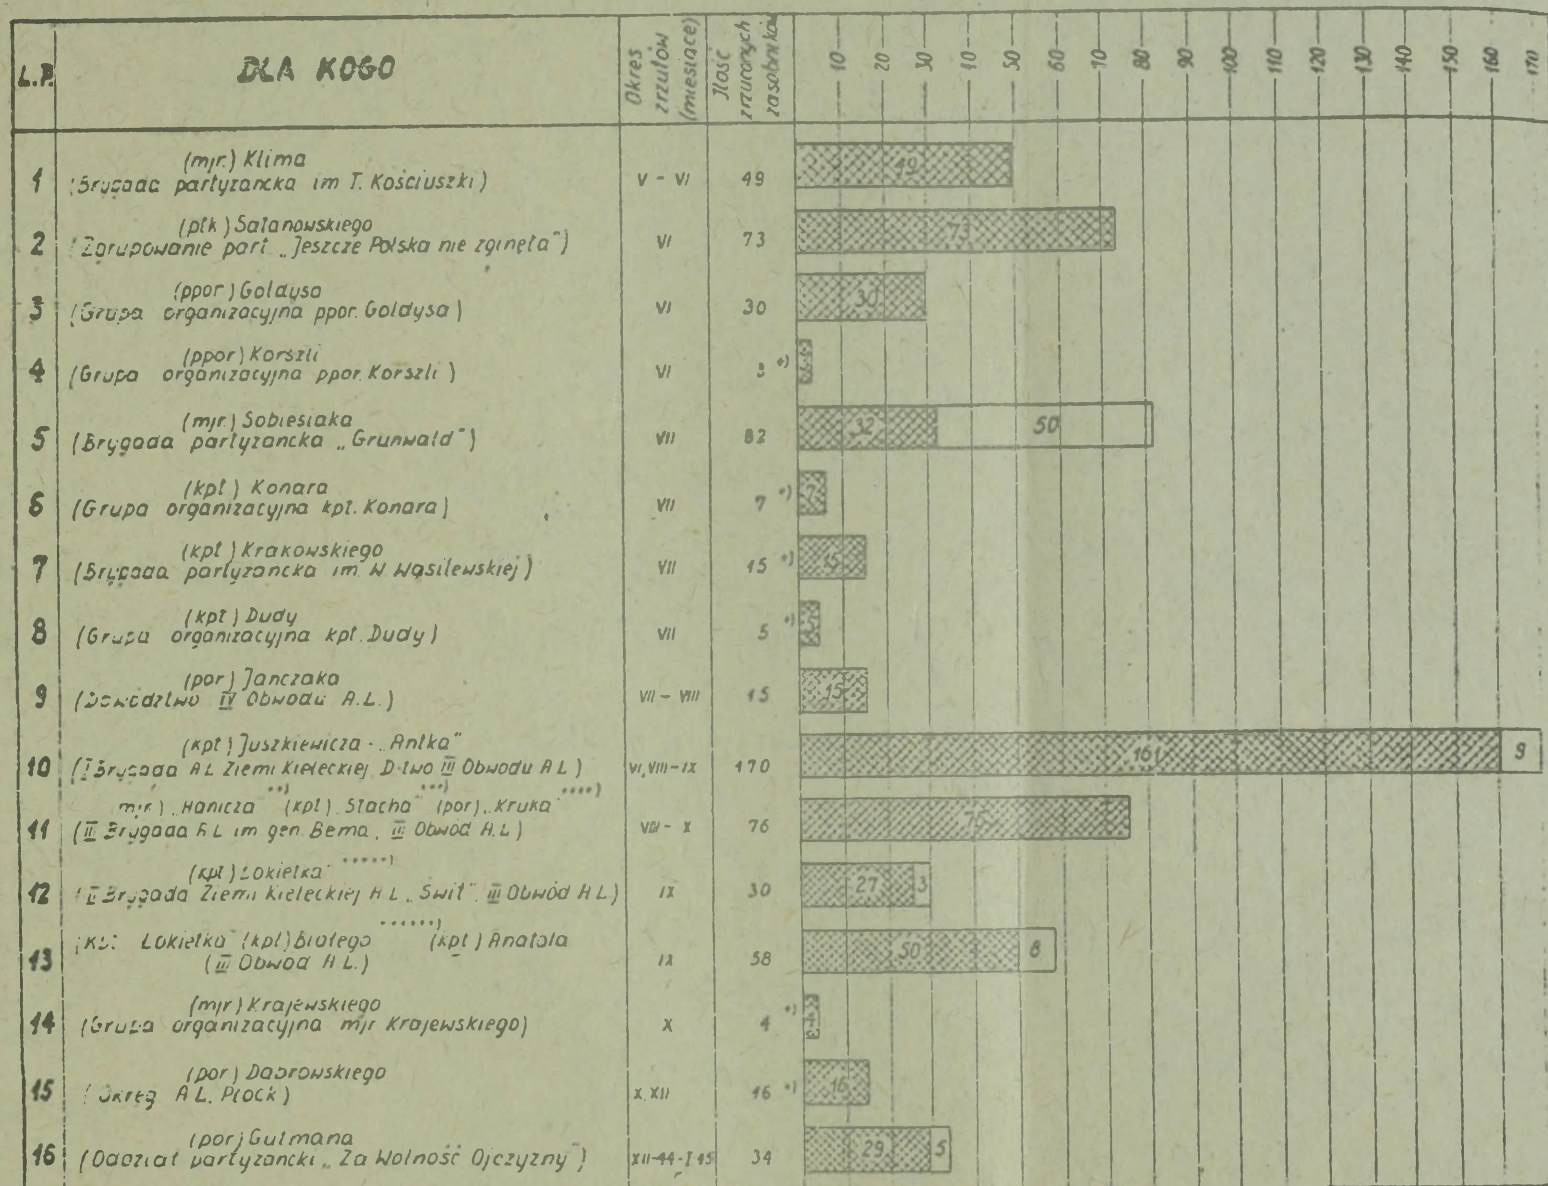 L.P.
DLA KOGO
Okres zrzutów (miesiące)
Ilość zrzuconych zasobników
10 20 30 40 50 60 70 80 90 100 110 120 130 140 150 160 170
(mjr.) Klima
1 (Brygada partyzancka im T. Kościuszki) V - VI 49 49
(płk) Satanowskiego
2 (Zgrupowanie part „Jeszcze Polska nie zginęła") VI 73 73
(ppor) Goldysa
3 (Grupa organizacyjna ppor. Goldysa) VI 30 30
(ppor) Korszli
4 (Grupa organizacyjna ppor. Korszli) VI 3 *)
(mjr.) Sobiesiaka
5 (Brygada partyzancka „Grunwald") VII 82 32 50
(kpt) Konara
6 (Grupa organizacyjna kpt. Konara) VII 7 *) 7
(kpt) Krakowskiego
7 (Brygada partyzancka im W Wasilewskiej) VII 15 *) 15
(kpt) Dudy
8 (Grupa organizacyjna kpt. Dudy) VII 5 *) 5
(por) Janczaka
9 (Dowództwo IV Obwodu A.L.) VII - VIII 15 15
(kpt) Juszkiewicza - „Antka"
10 (I Brygada AL Ziemi Kieleckiej D-two III Obwodu AL) VI, VIII-IX 170 161 9
mjr.) „Hanicza" **) (kpt) Stacha" ***) (por) „Kruka" ****)
11 (III Brygada AL im gen. Bema, III Obwód A.L) VIII - X 76 76
(kpt) Łokietka" *****)
12 (II Brygada Ziemi Kieleckiej A L „Świt", III Obwód A L) IX 30 27 3
(kpt Łokietka" (kpt) Białego ******) (kpt) Anatola
13 (III Obwód A L.) IX 58 50 8
(mjr) Krajewskiego
14 (Grupa organizacyjna mjr Krajewskiego) X 4 *) 4
(por) Dąbrowskiego
15 (Okręg A L. Płock) X, XII 16 *) 16
(por) Gutmana
16 (Oddział partyzancki „Za Wolność Ojczyzny") XII-44-I 45 34 29 5